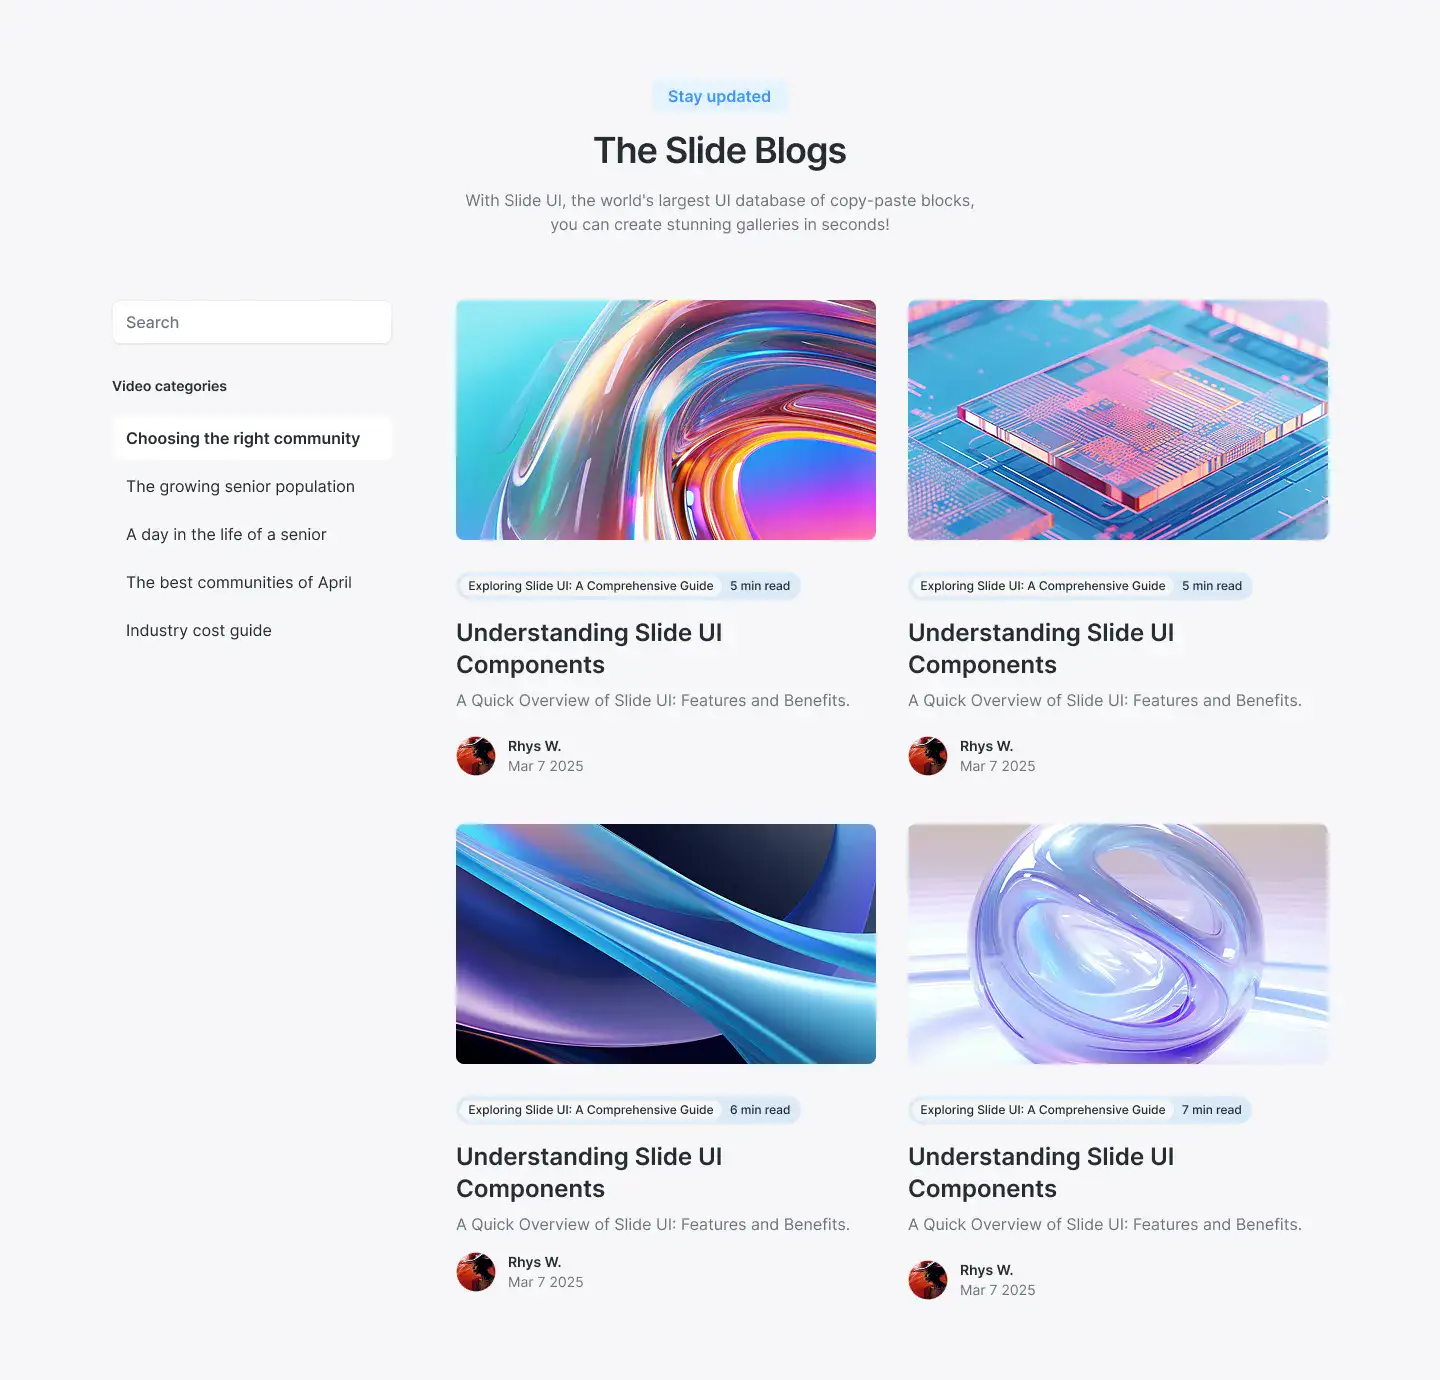 Stay updated
The Slide Blogs
With Slide UI, the world's largest UI database of copy-paste blocks,
you can create stunning galleries in seconds!
Search
Video categories
Choosing the right community
The growing senior population
A day in the life of a senior
The best communities of April
Industry cost guide
Exploring Slide UI: A Comprehensive Guide 5 min read
Understanding Slide UI
Components
A Quick Overview of Slide UI: Features and Benefits.
Rhys W.
Mar 7 2025
Exploring Slide UI: A Comprehensive Guide 5 min read
Understanding Slide UI
Components
A Quick Overview of Slide UI: Features and Benefits.
Rhys W.
Mar 7 2025
Exploring Slide UI: A Comprehensive Guide 6 min read
Understanding Slide UI
Components
A Quick Overview of Slide UI: Features and Benefits.
Rhys W.
Mar 7 2025
Exploring Slide UI: A Comprehensive Guide 7 min read
Understanding Slide UI
Components
A Quick Overview of Slide UI: Features and Benefits.
Rhys W.
Mar 7 2025